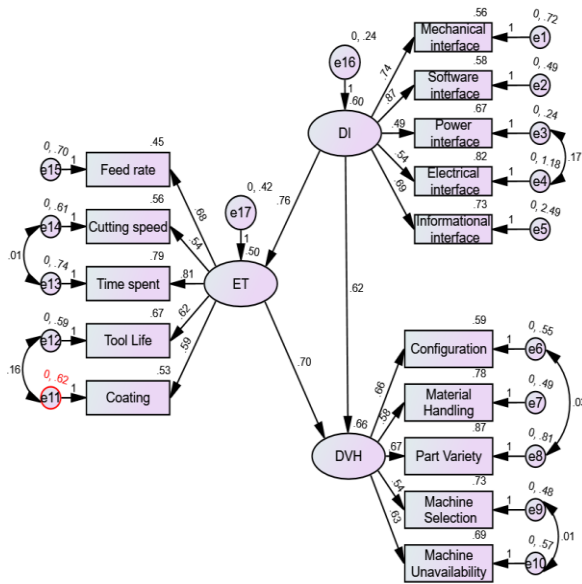 .56
0, .72
Mechanical
interface
1
e1
0, .24
e16
1
.60
DI
.74
.58
0, .49
Software
interface
1
e2
.87
.67
0, .24
Power
interface
1
e3
.49
.82
0, 1.18
Electrical
interface
1
e4
.54
.17
.73
0, 2.49
Informational
interface
1
e5
.69
0, .70
e15
1
.45
Feed rate
.68
0, .61
e14
1
.56
Cutting speed
.54
.01
0, .74
e13
1
.79
Time spent
.81
0, .59
e12
1
.67
Tool Life
.62
.16
0, .62
e11
1
.53
Coating
.59
0, .42
e17
1
.50
ET
.76
.62
.70
.66
DVH
.59
0, .55
Configuration
1
e6
.66
.78
0, .49
Material
Handling
1
e7
.58
.03
.87
0, .81
Part Variety
1
e8
.67
.73
0, .48
Machine
Selection
1
e9
.54
.01
.69
0, .57
Machine
Unavailability
1
e10
.63